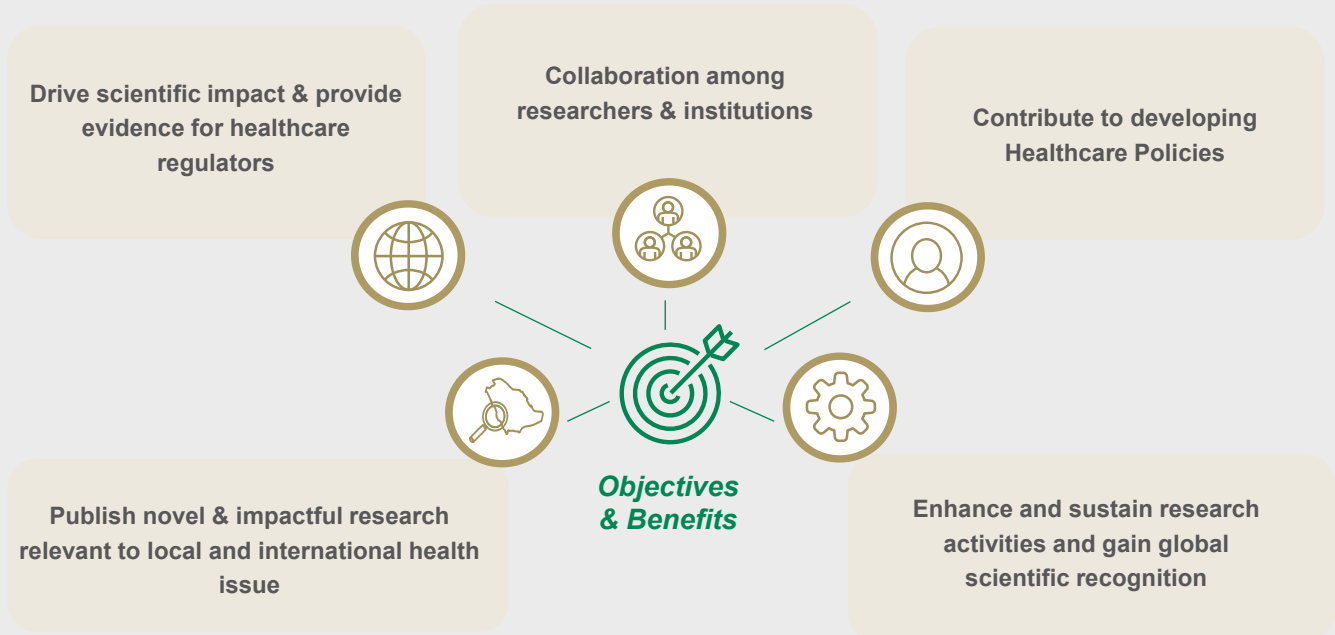 Drive scientific impact & provide
evidence for healthcare
regulators
Collaboration among
researchers & institutions
Contribute to developing
Healthcare Policies
Objectives
& Benefits
Publish novel & impactful research
relevant to local and international health
issue
Enhance and sustain research
activities and gain global
scientific recognition